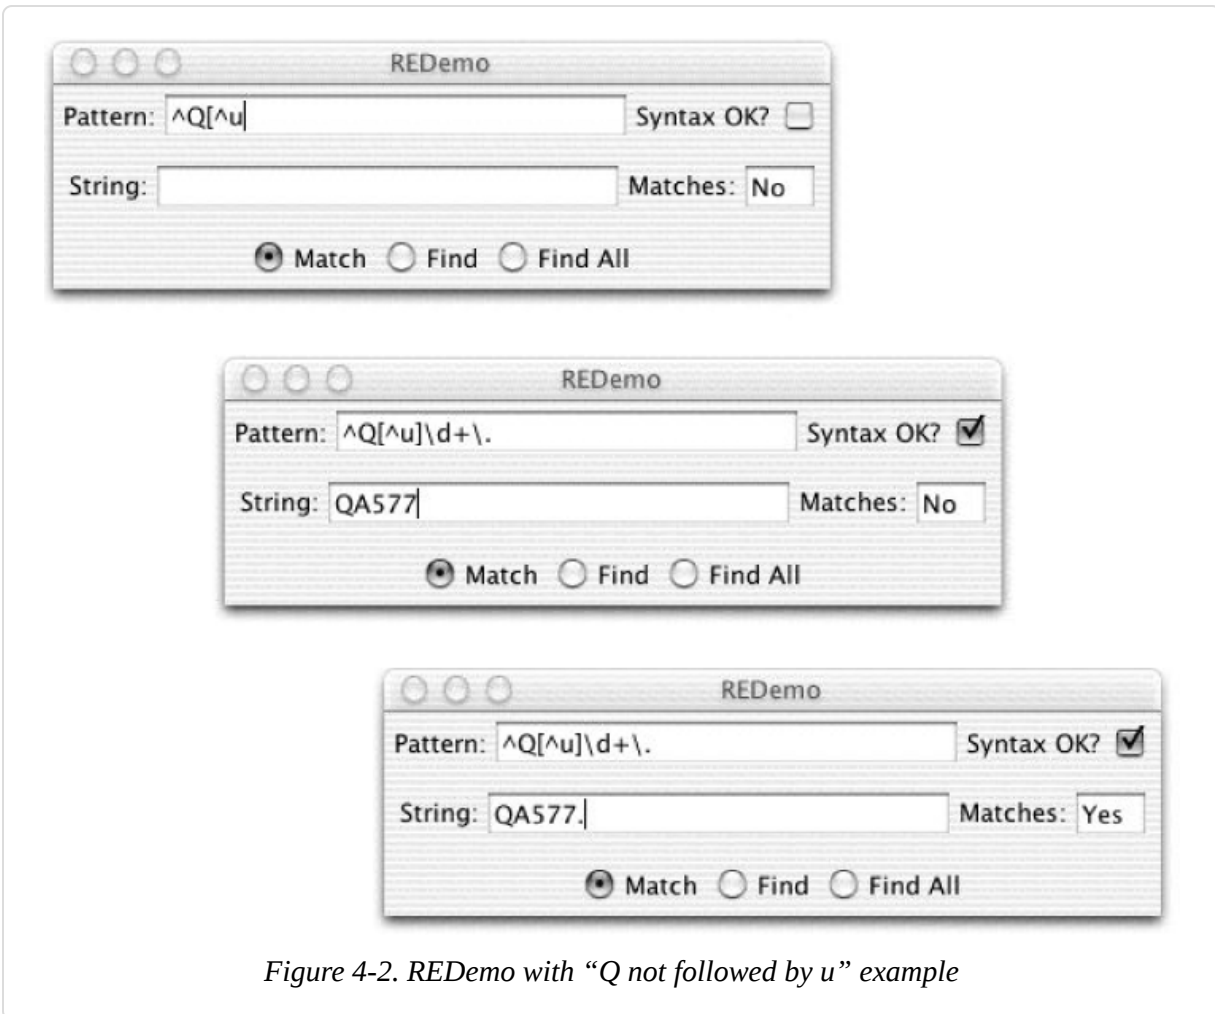 REDemo
Pattern: ^Q[^u Syntax OK?
String: Matches: No
Match Find Find All
REDemo
Pattern: ^Q[^u]\d+\. Syntax OK?
String: QA577 Matches: No
Match Find Find All
REDemo
Pattern: ^Q[^u]\d+\. Syntax OK?
String: QA577. Matches: Yes
Match Find Find All
Figure 4-2. REDemo with “Q not followed by u” example